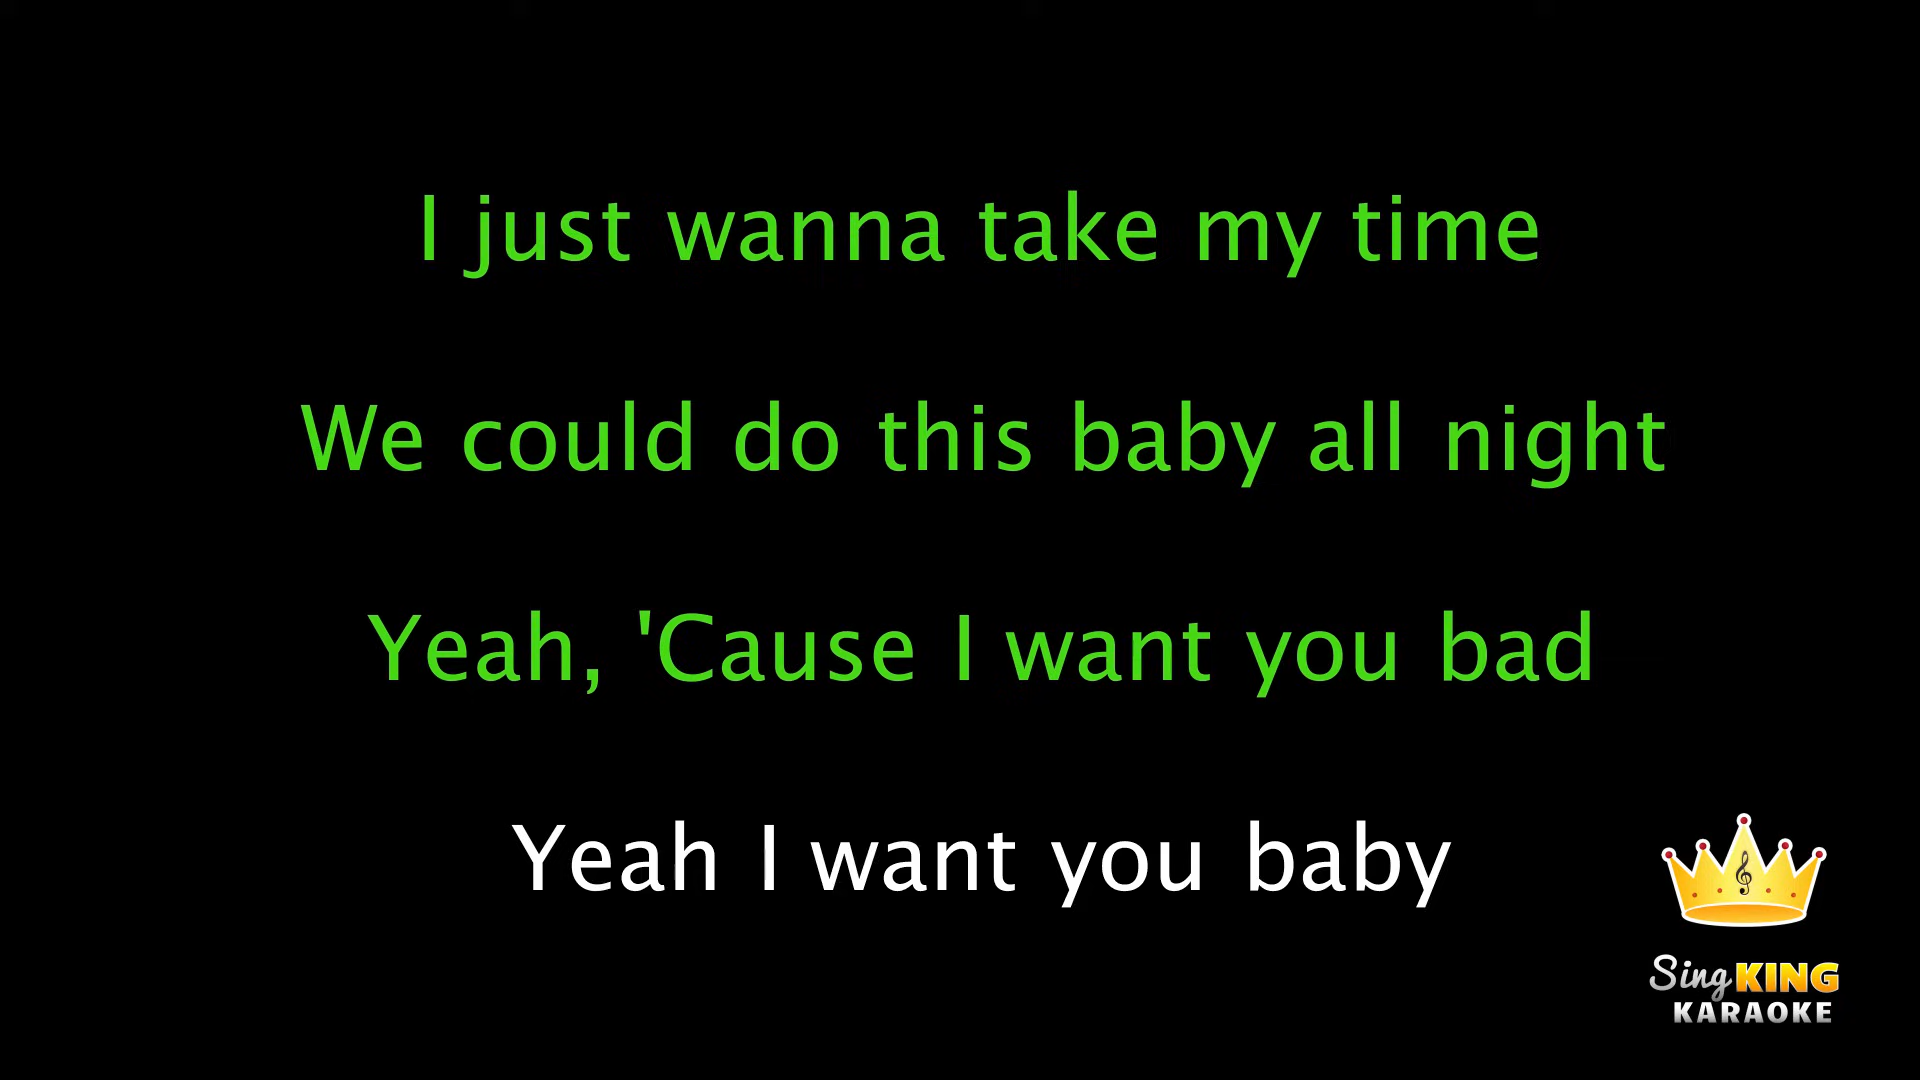 I just wanna take my time
We could do this baby all night
Yeah, 'Cause I want you bad
Yeah I want you baby
Sing KING
KARAOKE